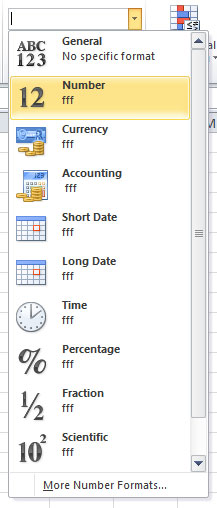 ABC
123
General
No specific format
12
Number
fff
Currency
fff
Accounting
fff
Short Date
fff
Long Date
fff
Time
fff
%
Percentage
fff
1/2
Fraction
fff
10²
Scientific
fff
More Number Formats...
M